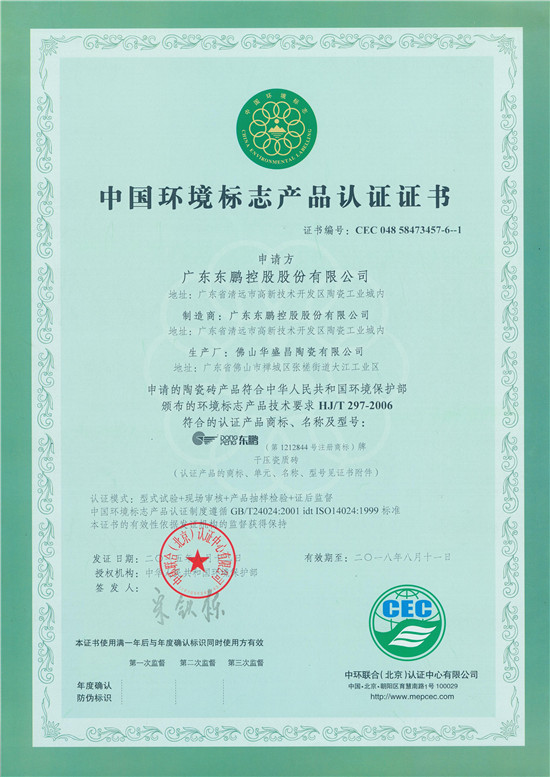 中国环境标志
CHINA ENVIRONMENTAL LABELLING
中国环境标志产品认证证书
证书编号：CEC 048 58473457-6--1
申请方
广东东鹏控股股份有限公司
地址：广东省清远市高新技术开发区陶瓷工业城内
制造商：广东东鹏控股股份有限公司
地址：广东省清远市高新技术开发区陶瓷工业城内
生产厂：佛山华盛昌陶瓷有限公司
地址：广东省佛山市禅城区张槎街道大江工业区
申请的陶瓷砖产品符合中华人民共和国环境保护部
颁布的环境标志产品技术要求 HJ/T 297-2006
符合的认证产品商标、名称及型号：
DONG PENG 东鹏 （第 1212844 号注册商标）牌
干压瓷质砖
（认证产品的商标、单元、名称、型号见证书附件）
认证模式：型式试验+现场审核+产品抽样检验+证后监督
中国环境标志产品认证制度遵循 GB/T24024:2001 idt ISO14024:1999 标准
本证书的有效性依据发证机构的监督获得保持
发证日期：二〇一 日
有效期至：二〇一八年八月十一日
授权机构：中华人民共和国环境保护部
签 发 人：
中环联合（北京）认证中心有限公司
CEC
本证书使用满一年后与年度确认标识同时使用方有效
第一次监督 第二次监督 第三次监督
年度确认
防伪标识
中环联合（北京）认证中心有限公司
中国·北京·朝阳区育慧南路1号 100029
http://www.mepcec.com